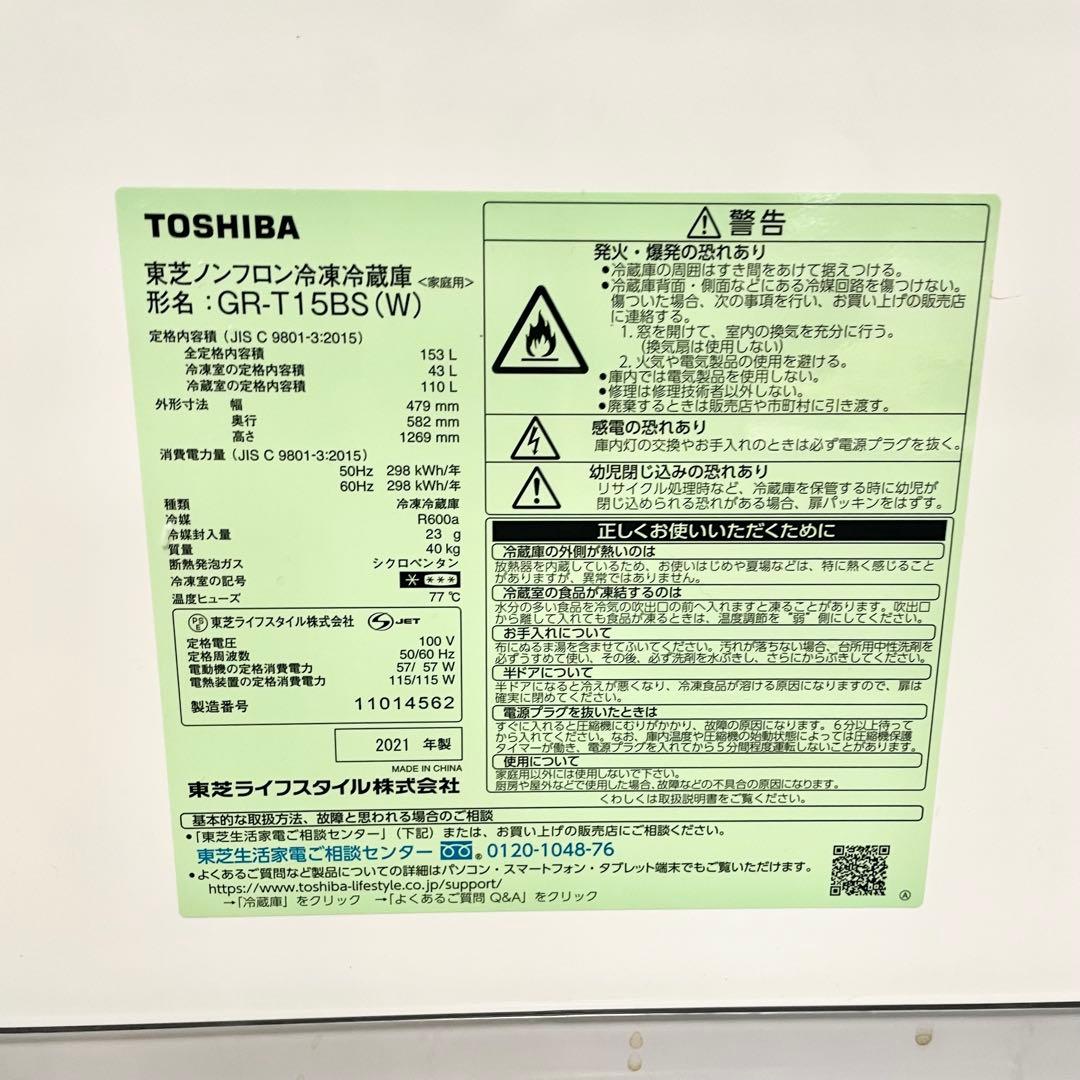 TOSHIBA
東芝ノンフロン冷凍冷蔵庫<家庭用>
形名:GR-T15BS(W)
定格内容積(JIS C 9801-3:2015)
全定格内容積 153 L
冷凍室の定格内容積 43 L
冷蔵室の定格内容積 110 L
外形寸法 幅 479 mm
奥行 582 mm
高さ 1269 mm
消費電力量(JIS C 9801-3:2015)
50Hz 298 kWh/年
60Hz 298 kWh/年
種類 冷凍冷蔵庫
冷媒 R600a
冷媒封入量 23 g
質量 40 kg
断熱発泡ガス シクロペンタン
冷凍室の記号 * ***
温度ヒューズ 77 ℃
PSE 東芝ライフスタイル株式会社 JET
定格電圧 100 V
定格周波数 50/60 Hz
電動機の定格消費電力 57/ 57 W
電熱装置の定格消費電力 115/115 W
製造番号 11014562
2021 年製
MADE IN CHINA
東芝ライフスタイル株式会社
警告
発火・爆発の恐れあり
●冷蔵庫の周囲はすき間をあけて据えつける。
●冷蔵庫背面・側面などにある冷媒回路を傷つけない。
傷ついた場合、次の事項を行い、お買い上げの販売店
に連絡する。
1. 窓を開けて、室内の換気を充分に行う。
(換気扇は使用しない)
2. 火気や電気製品の使用を避ける。
●庫内では電気製品を使用しない。
●修理は修理技術者以外しない。
●廃棄するときは販売店や市町村に引き渡す。
感電の恐れあり
庫内灯の交換やお手入れのときは必ず電源プラグを抜く。
幼児閉じ込みの恐れあり
リサイクル処理時など、冷蔵庫を保管する時に幼児が
閉じ込められる恐れがある場合、扉パッキンをはずす。
正しくお使いいただくために
冷蔵庫の外側が熱いのは
放熱器を内蔵しているため、お使いはじめや夏場などは、特に熱く感じること
がありますが、異常ではありません。
冷蔵室の食品が凍結するのは
水分の多い食品を冷気の吹出口の前へ入れますと凍ることがあります。吹出口
から離して入れても食品が凍るときは、温度調節を“弱”側にしてください。
お手入れについて
布にぬるま湯を含ませてふいてください。汚れが落ちない場合、台所用中性洗剤を
必ずうすめて使い、その後、必ず洗剤を水ぶきし、さらにからぶきしてください。
半ドアについて
半ドアになると冷えが悪くなり、冷凍食品が溶ける原因になりますので、扉は
確実に閉めてください。
電源プラグを抜いたときは
すぐに入れると圧縮機にむりがかかり、故障の原因になります。6分以上待って
から入れてください。なお、庫内温度や圧縮機の始動状態によっては圧縮機保護
タイマーが働き、電源プラグを入れてから5分間程度運転しないことがあります。
使用について
家庭用以外には使用しないで下さい。
厨房や屋外などで使用した場合、故障などの不具合の原因になります。
くわしくは取扱説明書をご覧ください。
基本的な取扱方法、故障と思われる場合のご相談
●「東芝生活家電ご相談センター」(下記)または、お買い上げの販売店にご相談ください。
東芝生活家電ご相談センター 0120-1048-76
●よくあるご質問など製品についての詳細はパソコン・スマートフォン・タブレット端末でもご覧いただけます。
https://www.toshiba-lifestyle.co.jp/support/
→「冷蔵庫」をクリック →「よくあるご質問 Q&A」をクリック
Ⓐ